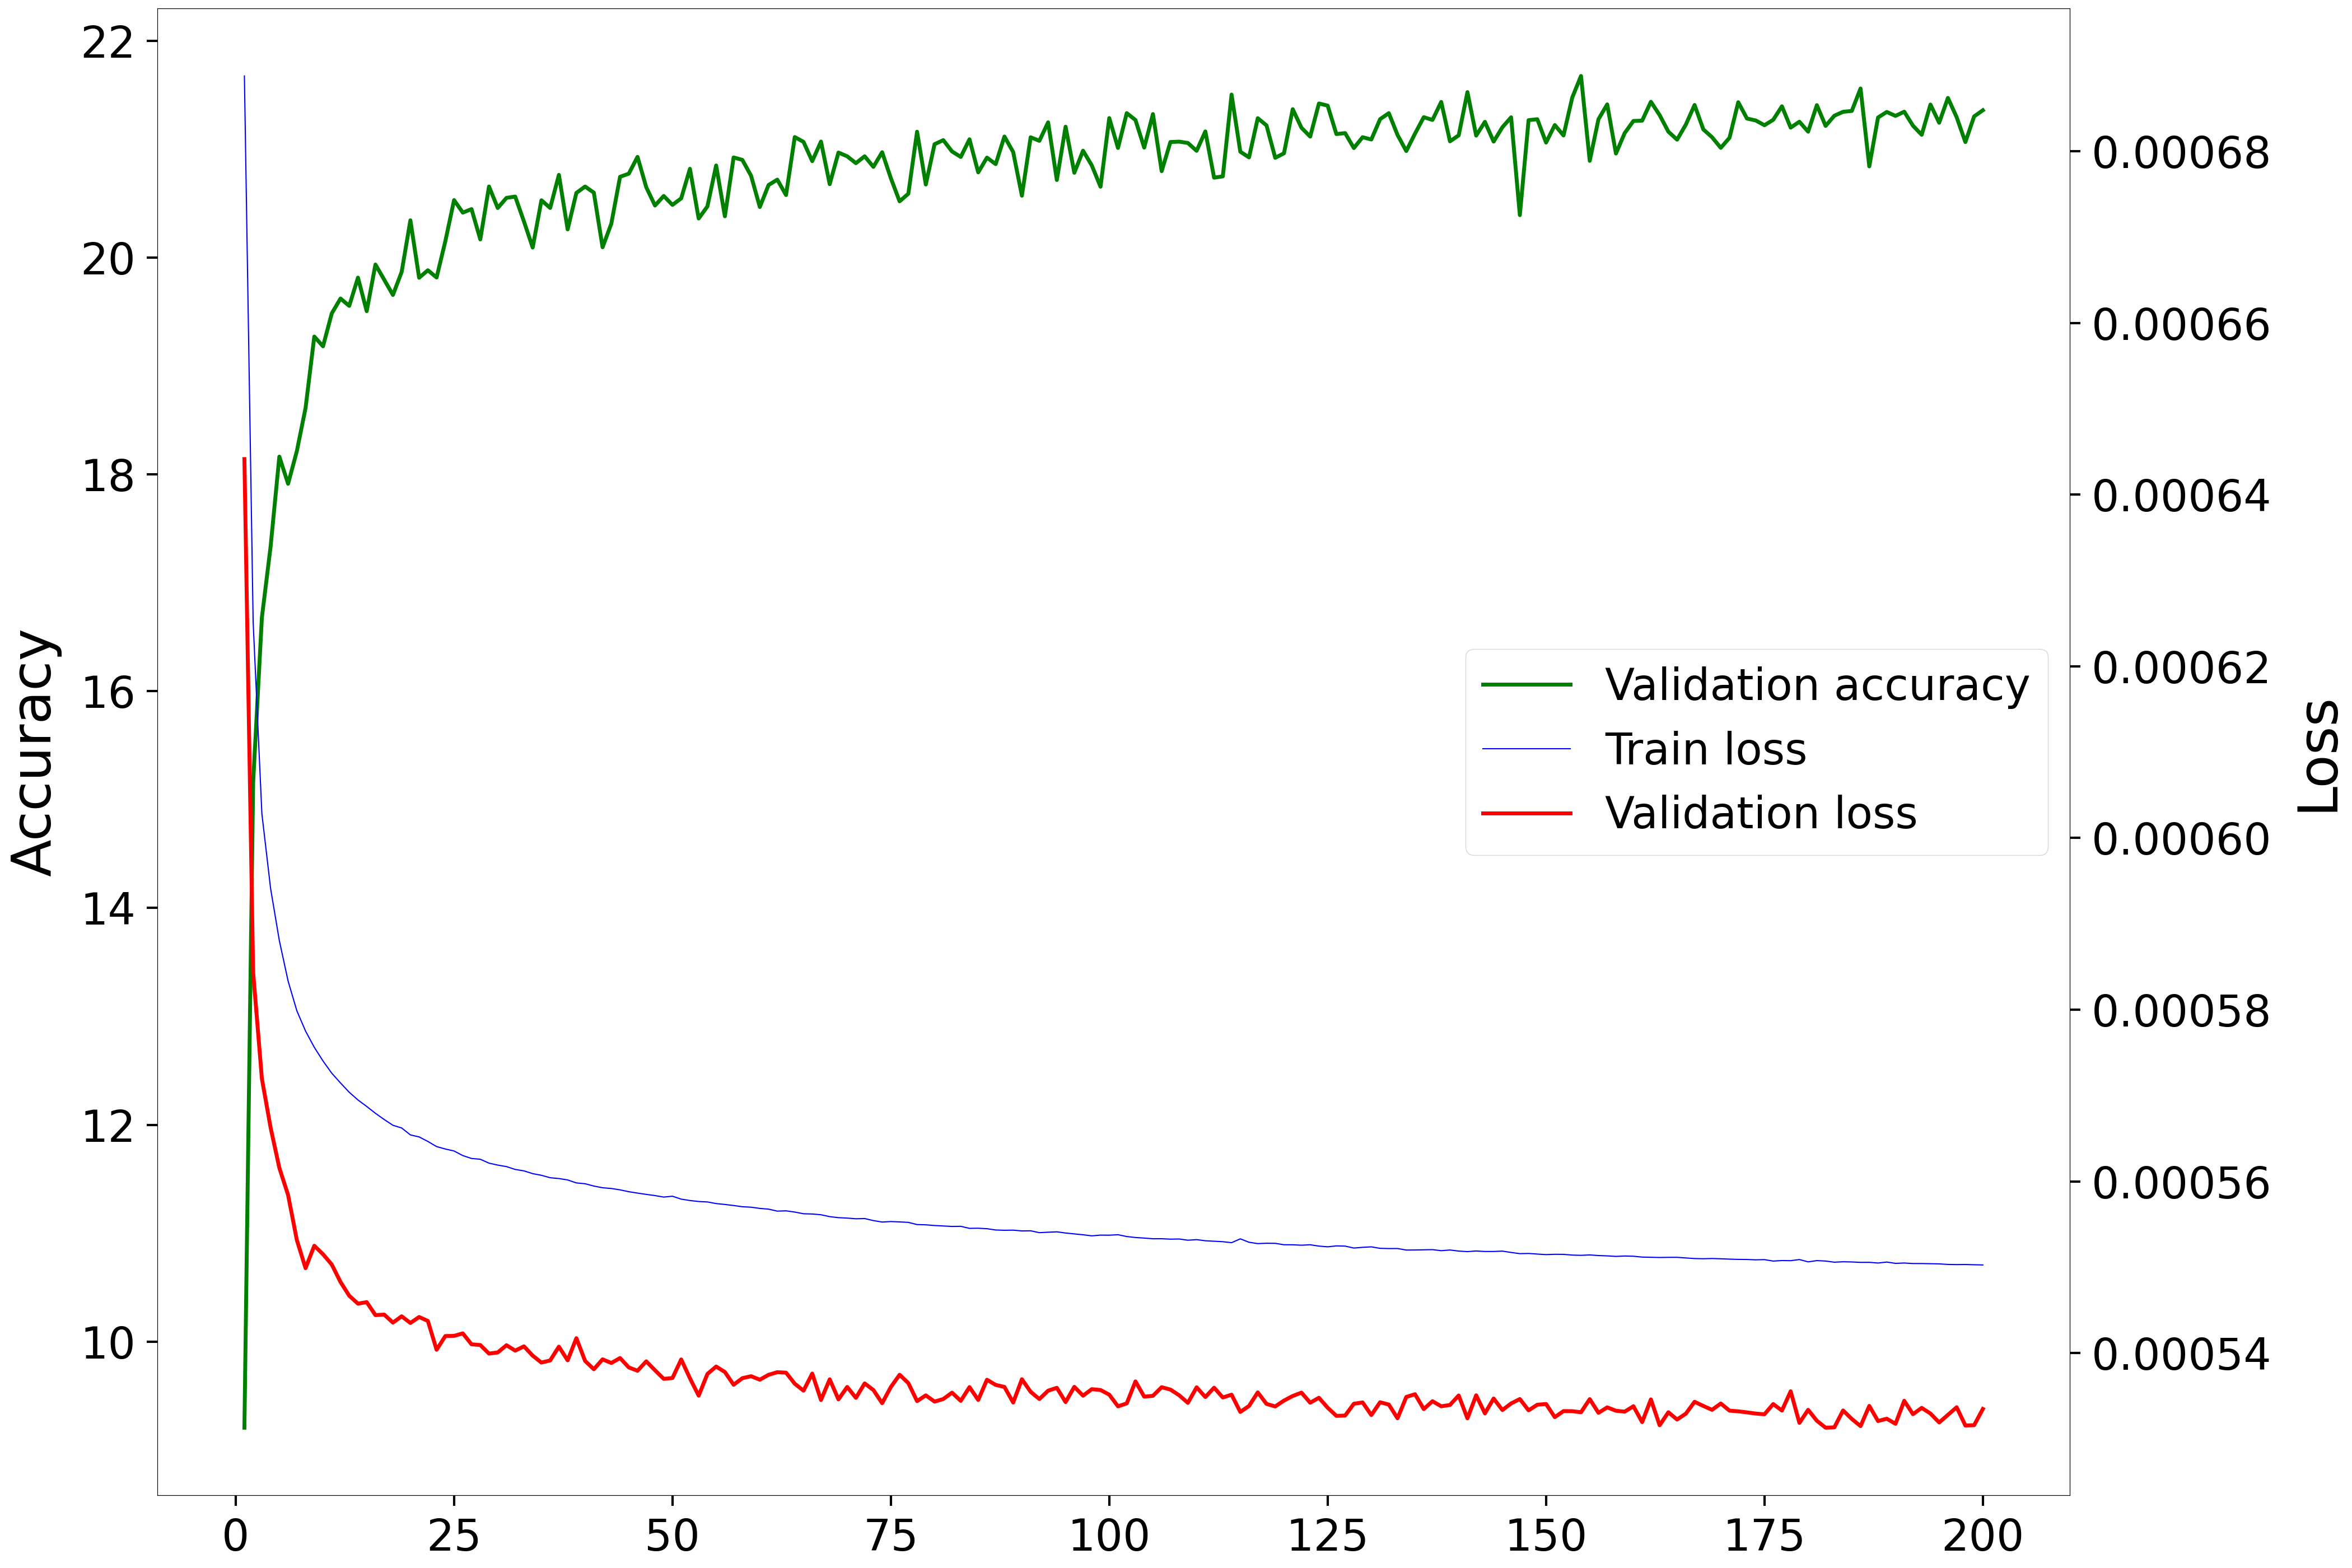 22
20
18
16
14
12
10
Accuracy
0.00068
0.00066
0.00064
0.00062
0.00060
0.00058
0.00056
0.00054
Loss
Validation accuracy
Train loss
Validation loss
0 25 50 75 100 125 150 175 200